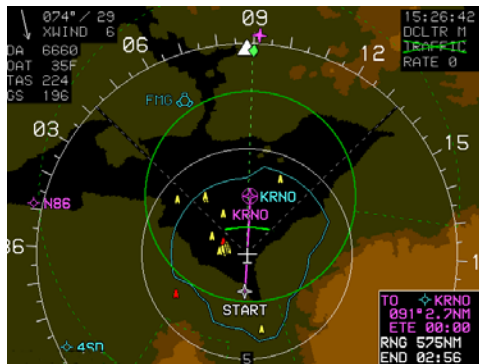 074°/ 29
XWIND 6
DA 6660
OAT 35F
TAS 224
GS 196
09
15:26:42
DCLTR M
TRAFFIC
RATE 0
06
12
FMG
03
15
N86
KRNO
KRNO
36
START
TO KRNO
091°2.7NM
ETE 00:00
RNG 575NM
END 02:56
4SD
5